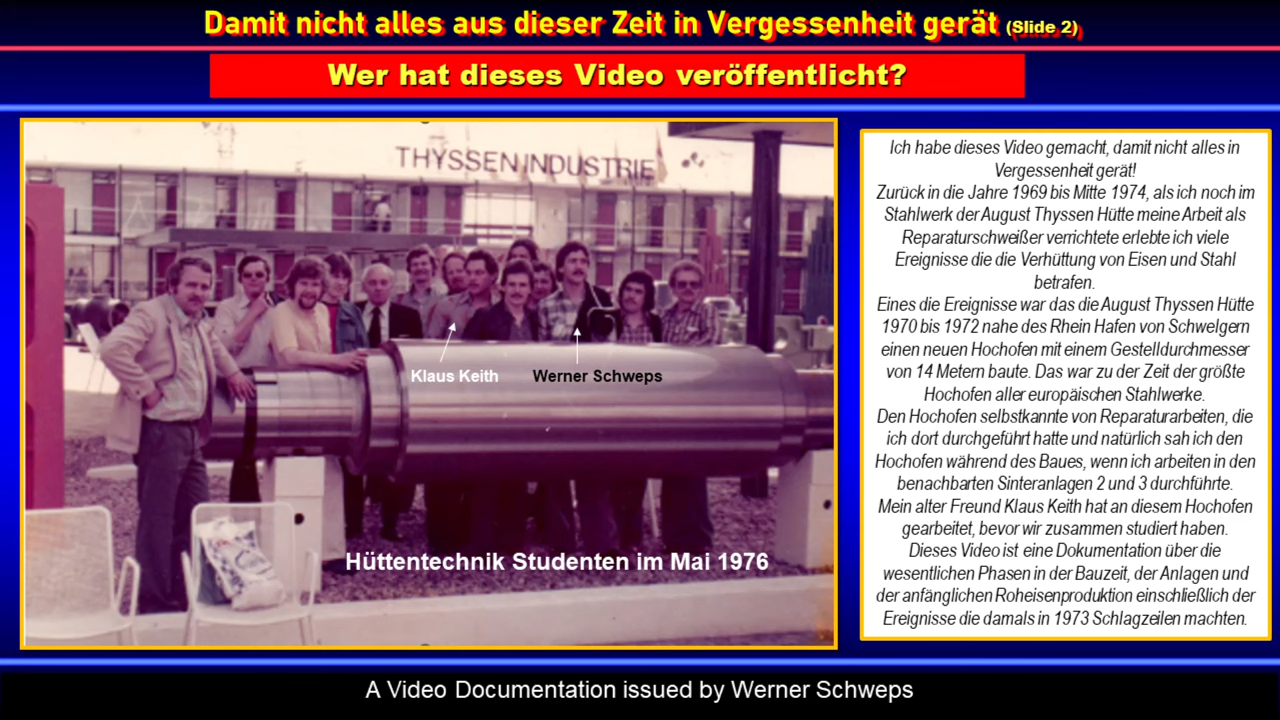 Damit nicht alles aus dieser Zeit in Vergessenheit gerät (Slide 2)
Wer hat dieses Video veröffentlicht?
THYSSEN INDUSTRIE
Klaus Keith
Werner Schweps
Hüttentechnik Studenten im Mai 1976
Ich habe dieses Video gemacht, damit nicht alles in
Vergessenheit gerät!
Zurück in die Jahre 1969 bis Mitte 1974, als ich noch im
Stahlwerk der August Thyssen Hütte meine Arbeit als
Reparaturschweißer verrichtete erlebte ich viele
Ereignisse die die Verhüttung von Eisen und Stahl
betrafen.
Eines die Ereignisse war das die August Thyssen Hütte
1970 bis 1972 nahe des Rhein Hafen von Schwelgern
einen neuen Hochofen mit einem Gestelldurchmesser
von 14 Metern baute. Das war zu der Zeit der größte
Hochofen aller europäischen Stahlwerke.
Den Hochofen selbst kannte von Reparaturarbeiten, die
ich dort durchgeführt hatte und natürlich sah ich den
Hochofen während des Baues, wenn ich arbeiten in den
benachbarten Sinteranlagen 2 und 3 durchführte.
Mein alter Freund Klaus Keith hat an diesem Hochofen
gearbeitet, bevor wir zusammen studiert haben.
Dieses Video ist eine Dokumentation über die
wesentlichen Phasen in der Bauzeit, der Anlagen und
der anfänglichen Roheisenproduktion einschließlich der
Ereignisse die damals in 1973 Schlagzeilen machten.
A Video Documentation issued by Werner Schweps